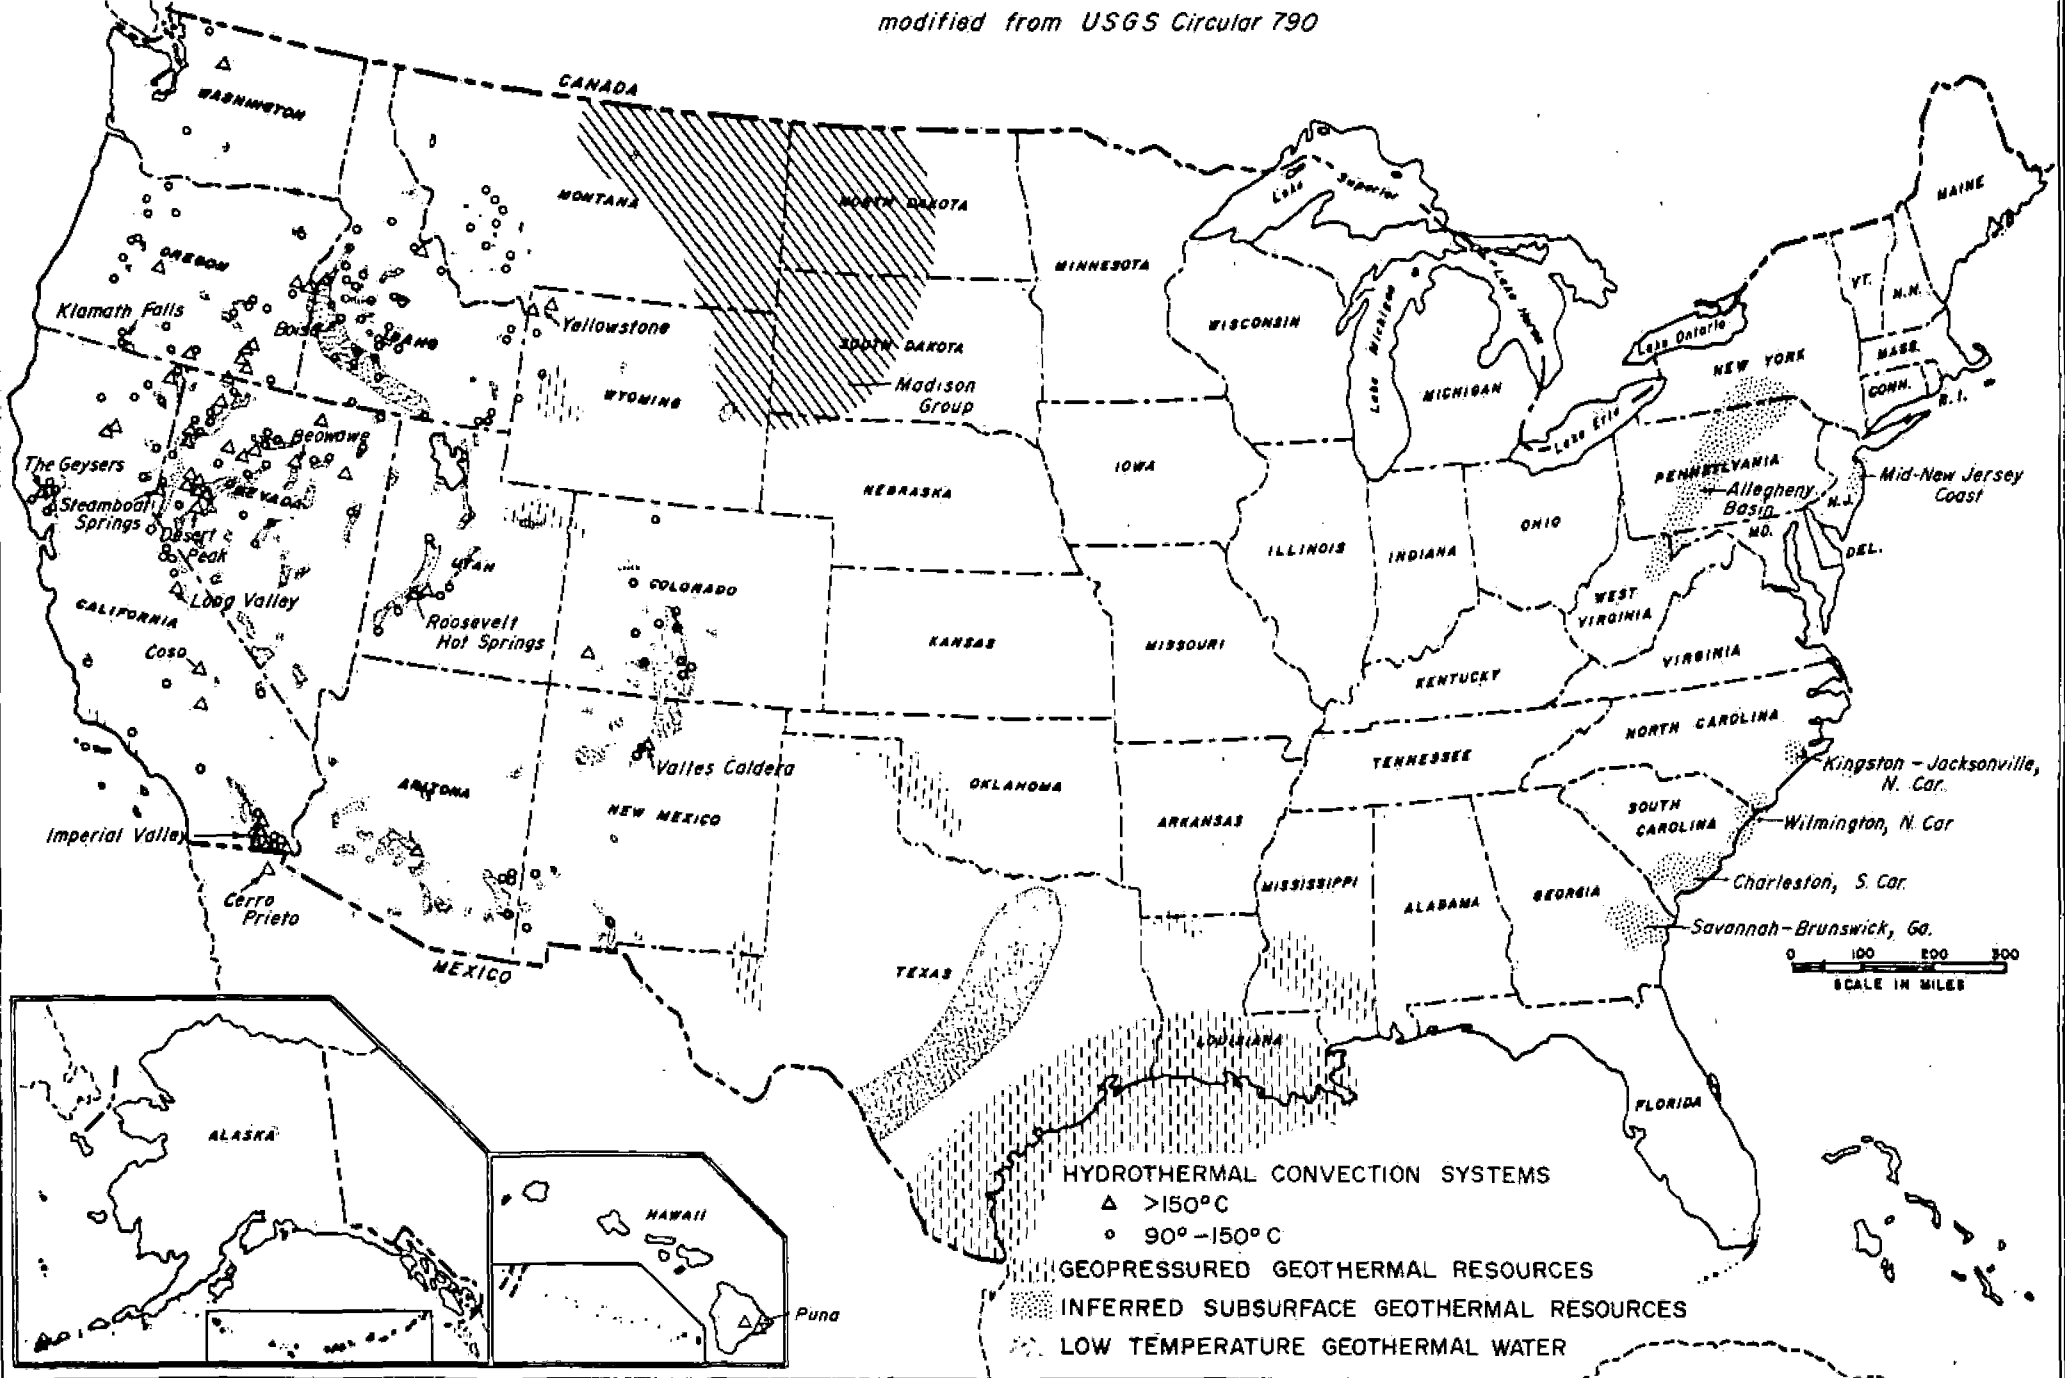 modified from USGS Circular 790
CANADA
WASHINGTON
MONTANA
NORTH DAKOTA
MINNESOTA
Lake Superior
MAINE
OREGON
Klamath Falls
Boise
IDAHO
Yellowstone
WYOMING
SOUTH DAKOTA
Madison
Group
WISCONSIN
Lake Michigan
Lake Huron
MICHIGAN
Lake Ontario
Lake Erie
NEW YORK
VT.
N.H.
MASS.
CONN.
R.I.
The Geysers
Beowawe
Steamboat
Springs
NEVADA
Desert
Peak
UTAH
NEBRASKA
IOWA
PENNSYLVANIA
Allegheny
Basin
N.J.
Mid-New Jersey
Coast
MD.
DEL.
OHIO
INDIANA
ILLINOIS
COLORADO
Long Valley
CALIFORNIA
Roosevelt
Hot Springs
Coso
KANSAS
MISSOURI
WEST
VIRGINIA
VIRGINIA
KENTUCKY
NORTH CAROLINA
TENNESSEE
Kingston-Jacksonville,
N. Car.
Valles Caldera
ARIZONA
NEW MEXICO
OKLAHOMA
ARKANSAS
SOUTH
CAROLINA
Wilmington, N. Car
Imperial Valley
Cerro
Prieto
MISSISSIPPI
ALABAMA
GEORGIA
Charleston, S. Car.
Savannah-Brunswick, Ga.
MEXICO
TEXAS
LOUISIANA
FLORIDA
0 100 200 300
SCALE IN MILES
ALASKA
HAWAII
Puna
HYDROTHERMAL CONVECTION SYSTEMS
>150°C
90°-150°C
GEOPRESSURED GEOTHERMAL RESOURCES
INFERRED SUBSURFACE GEOTHERMAL RESOURCES
LOW TEMPERATURE GEOTHERMAL WATER